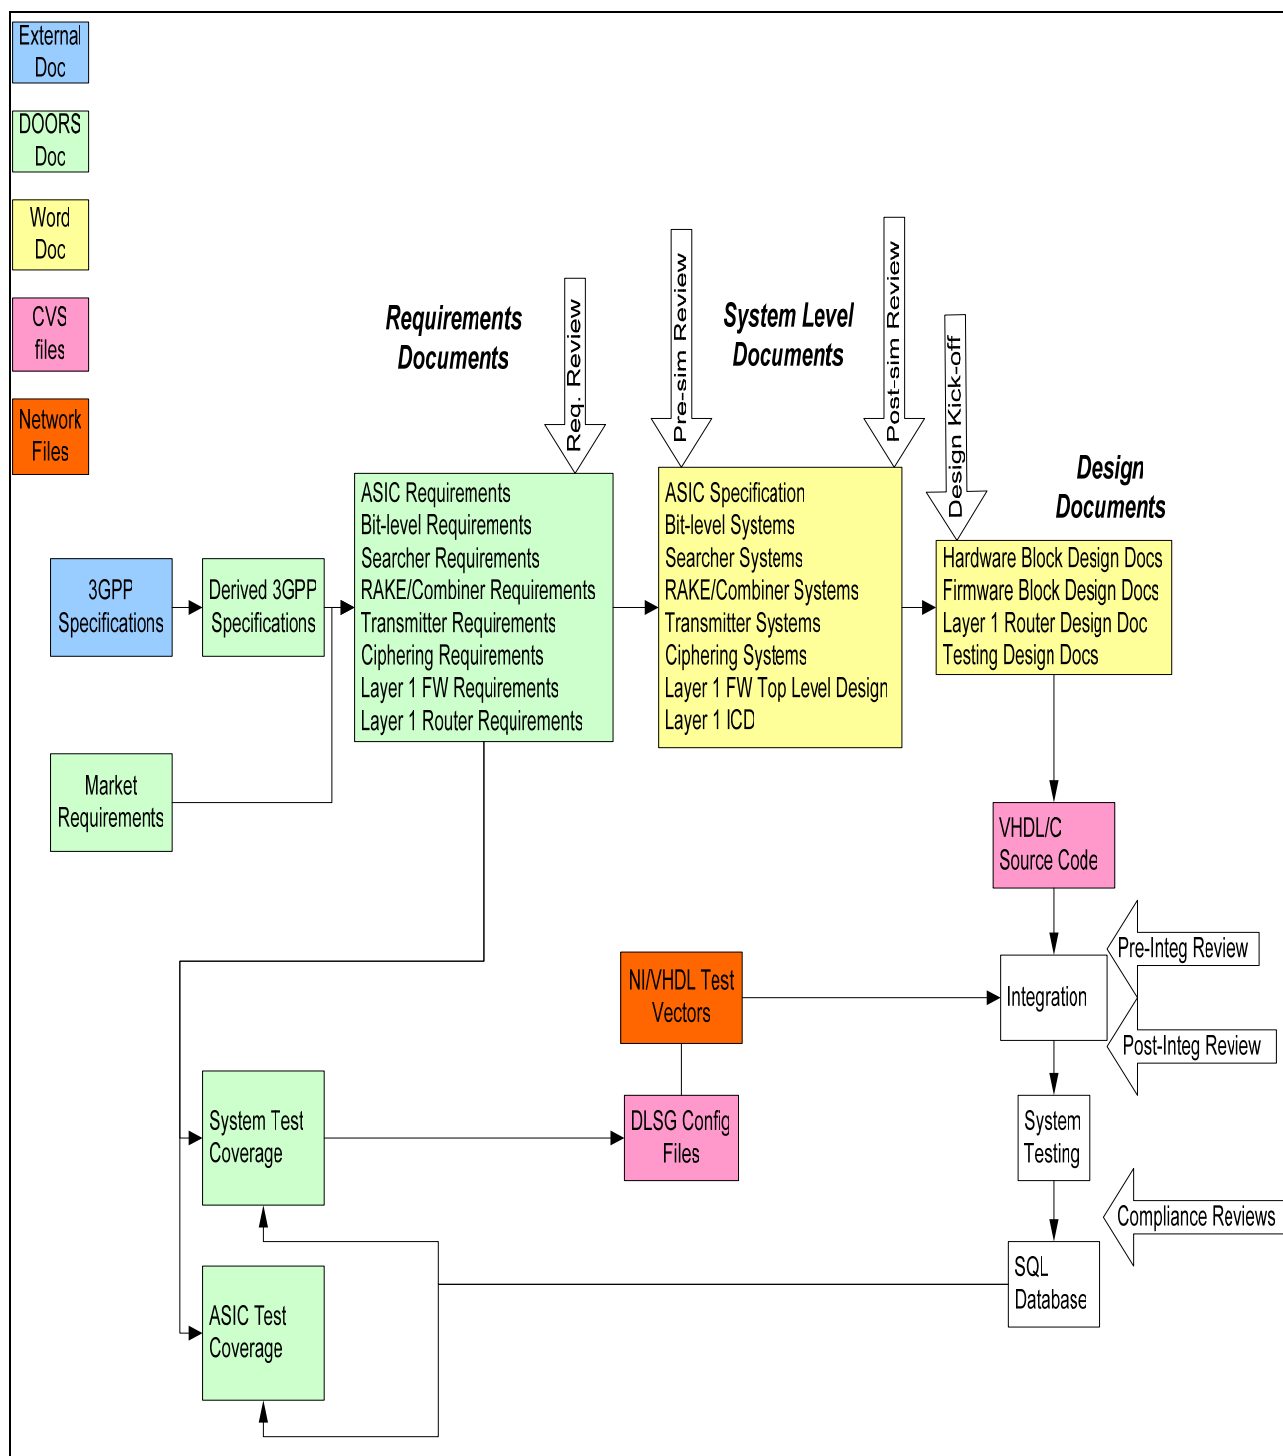 External
Doc
DOORS
Doc
Word
Doc
CVS
files
Network
Files
Requirements
Documents
Req. Review
Pre-sim Review
System Level
Documents
Post-sim Review
Design Kick-off
Design
Documents
3GPP
Specifications
Derived 3GPP
Specifications
Market
Requirements
ASIC Requirements
Bit-level Requirements
Searcher Requirements
RAKE/Combiner Requirements
Transmitter Requirements
Ciphering Requirements
Layer 1 FW Requirements
Layer 1 Router Requirements
ASIC Specification
Bit-level Systems
Searcher Systems
RAKE/Combiner Systems
Transmitter Systems
Ciphering Systems
Layer 1 FW Top Level Design
Layer 1 ICD
Hardware Block Design Docs
Firmware Block Design Docs
Layer 1 Router Design Doc
Testing Design Docs
VHDL/C
Source Code
Pre-Integ Review
NI/VHDL Test
Vectors
Integration
Post-Integ Review
System Test
Coverage
DLSG Config
Files
System
Testing
Compliance Reviews
SQL
Database
ASIC Test
Coverage